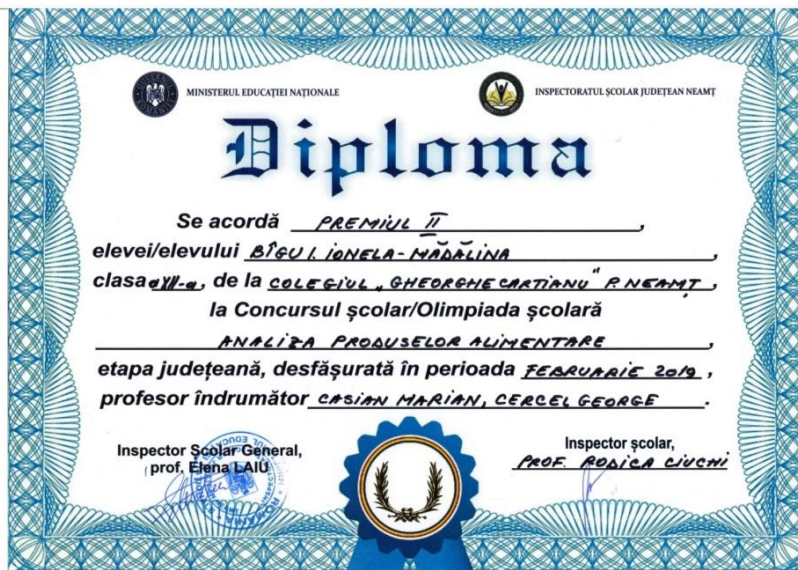 MINISTERUL EDUCAȚIEI NAȚIONALE
INSPECTORATUL ȘCOLAR JUDEȚEAN NEAMȚ
Diploma
Se acordă PREMIUL II,
elevei/elevului BÎGU I. IONELA-MĂDĂLINA,
clasa a XII-a, de la COLEGIUL „GHEORGHE CARTIANU" P. NEAMȚ,
la Concursul școlar/Olimpiada școlară
ANALIZA PRODUSELOR ALIMENTARE,
etapa județeană, desfășurată în perioada FEBRUARIE 2019,
profesor îndrumător CASIAN MARIAN, CERCEL GEORGE.
Inspector Școlar General,
prof. Elena LAIU
Inspector școlar,
PROF. RODICA CIUCHI